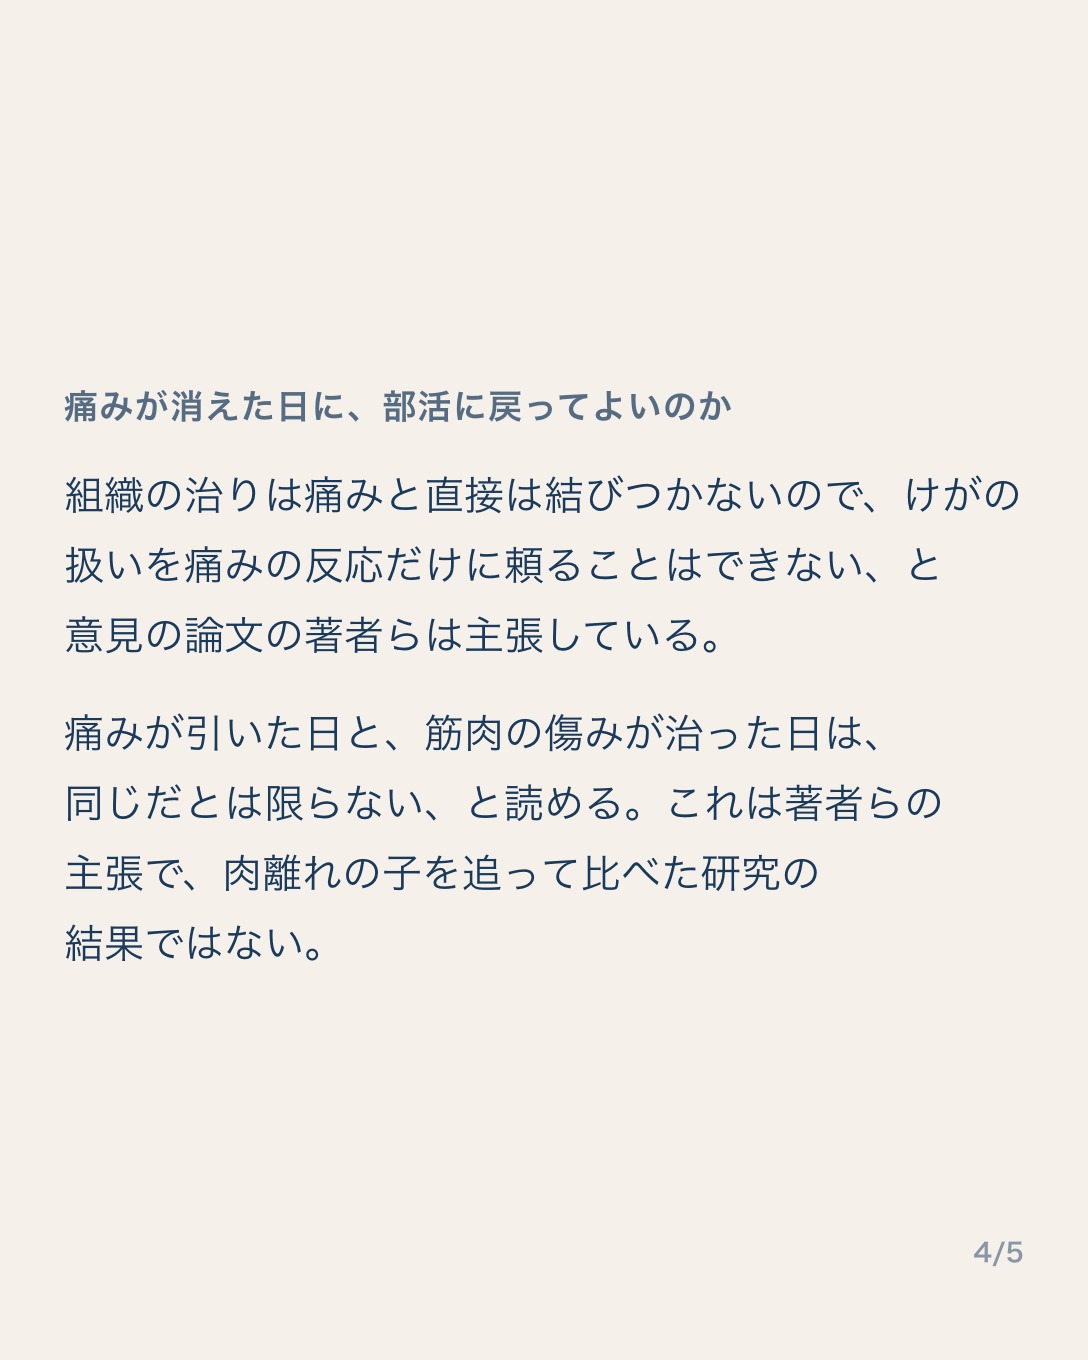 痛みが消えた日に、部活に戻ってよいのか
組織の治りは痛みと直接は結びつかないので、けがの
扱いを痛みの反応だけに頼ることはできない、と
意見の論文の著者らは主張している。
痛みが引いた日と、筋肉の傷みが治った日は、
同じだとは限らない、と読める。これは著者らの
主張で、肉離れの子を追って比べた研究の
結果ではない。
4/5